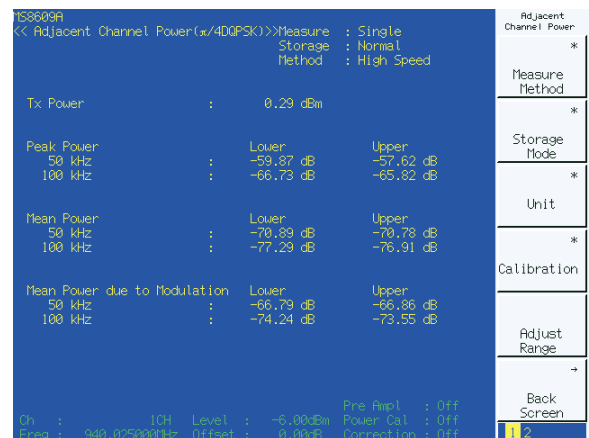 MS8609A
<< Adjacent Channel Power(π/4DQPSK)>>Measure : Single
Storage : Normal
Method : High Speed
Tx Power : 0.29 dBm
Peak Power Lower Upper
50 kHz : -59.87 dB -57.62 dB
100 kHz : -66.73 dB -65.82 dB
Mean Power Lower Upper
50 kHz : -70.89 dB -70.78 dB
100 kHz : -77.29 dB -76.91 dB
Mean Power due to Modulation Lower Upper
50 kHz : -66.79 dB -66.86 dB
100 kHz : -74.24 dB -73.55 dB
Pre Ampl : Off
Ch : 1CH Level : -6.00dBm Power Cal : Off
Freq : 940.025000MHz Offset : 0.00dB Correction : Off
Adjacent
Channel Power
*
Measure
Method
*
Storage
Mode
*
Unit
*
Calibration
Adjust
Range
→
Back
Screen
1 2